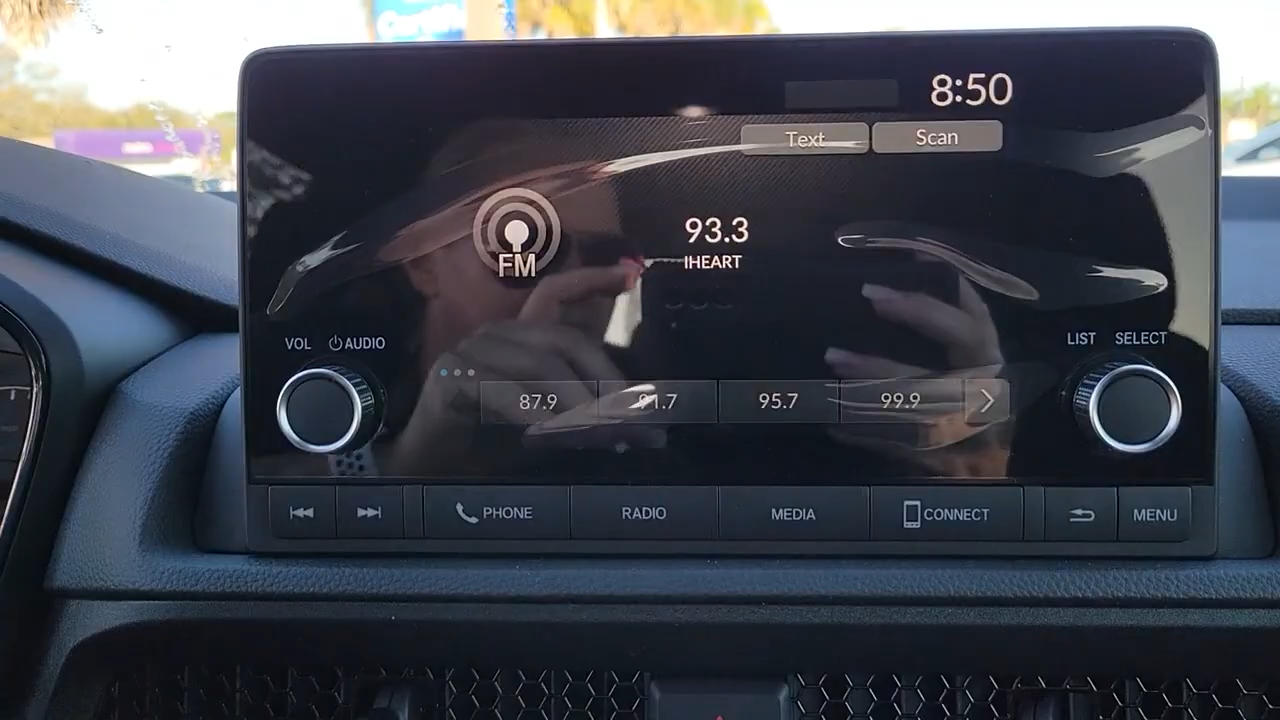 8:50
Text Scan
FM
93.3
IHEART
VOL AUDIO
LIST SELECT
87.9 91.7 95.7 99.9
PHONE RADIO MEDIA CONNECT MENU